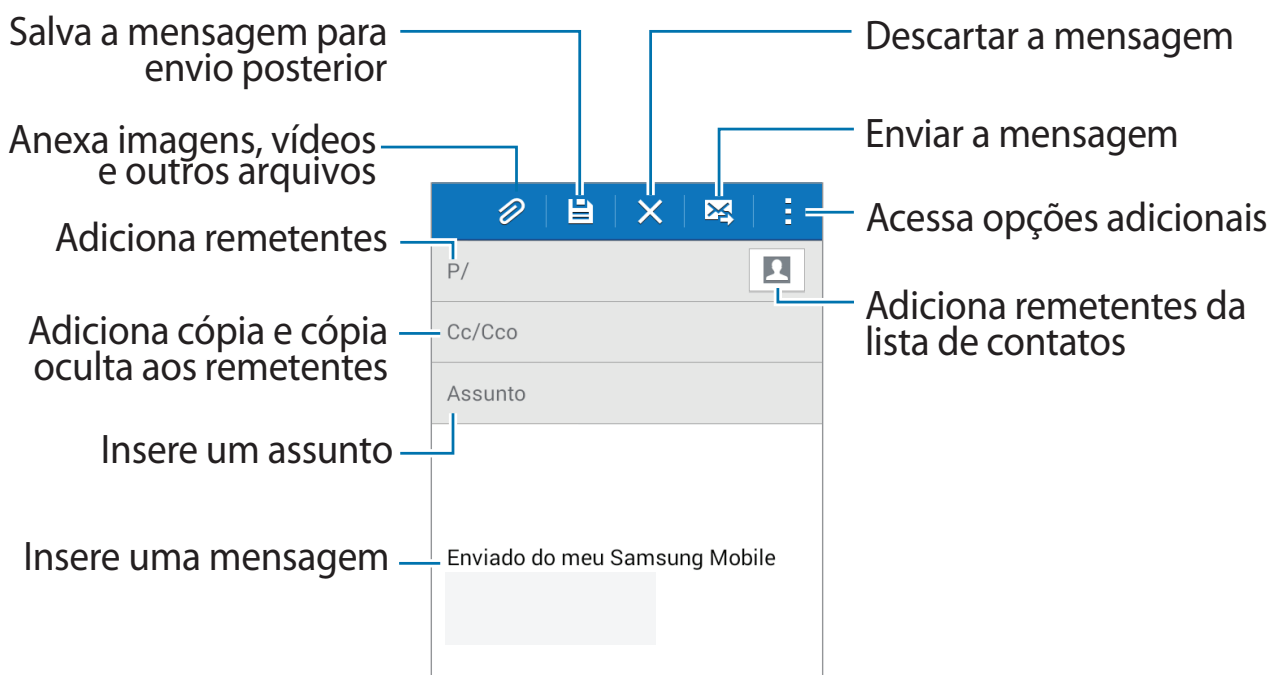 Salva a mensagem para
envio posterior
Anexa imagens, vídeos
e outros arquivos
Adiciona remetentes
Adiciona cópia e cópia
oculta aos remetentes
Insere um assunto
Insere uma mensagem
P/
Cc/Cco
Assunto
Enviado do meu Samsung Mobile
Descartar a mensagem
Enviar a mensagem
Acessa opções adicionais
Adiciona remetentes da
lista de contatos